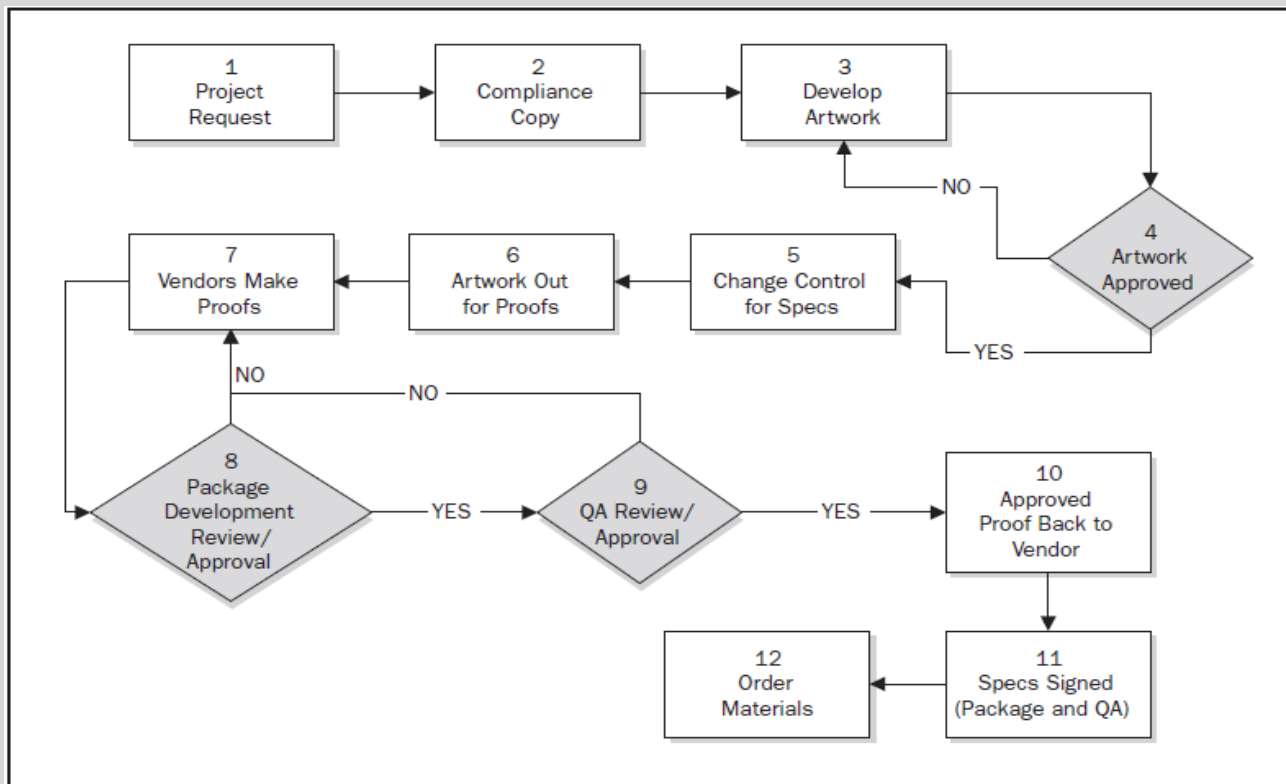 1
Project
Request
2
Compliance
Copy
3
Develop
Artwork
NO
4
Artwork
Approved
7
Vendors Make
Proofs
6
Artwork Out
for Proofs
5
Change Control
for Specs
YES
NO
NO
8
Package
Development
Review/
Approval
YES
9
QA Review/
Approval
YES
10
Approved
Proof Back to
Vendor
12
Order
Materials
11
Specs Signed
(Package and QA)